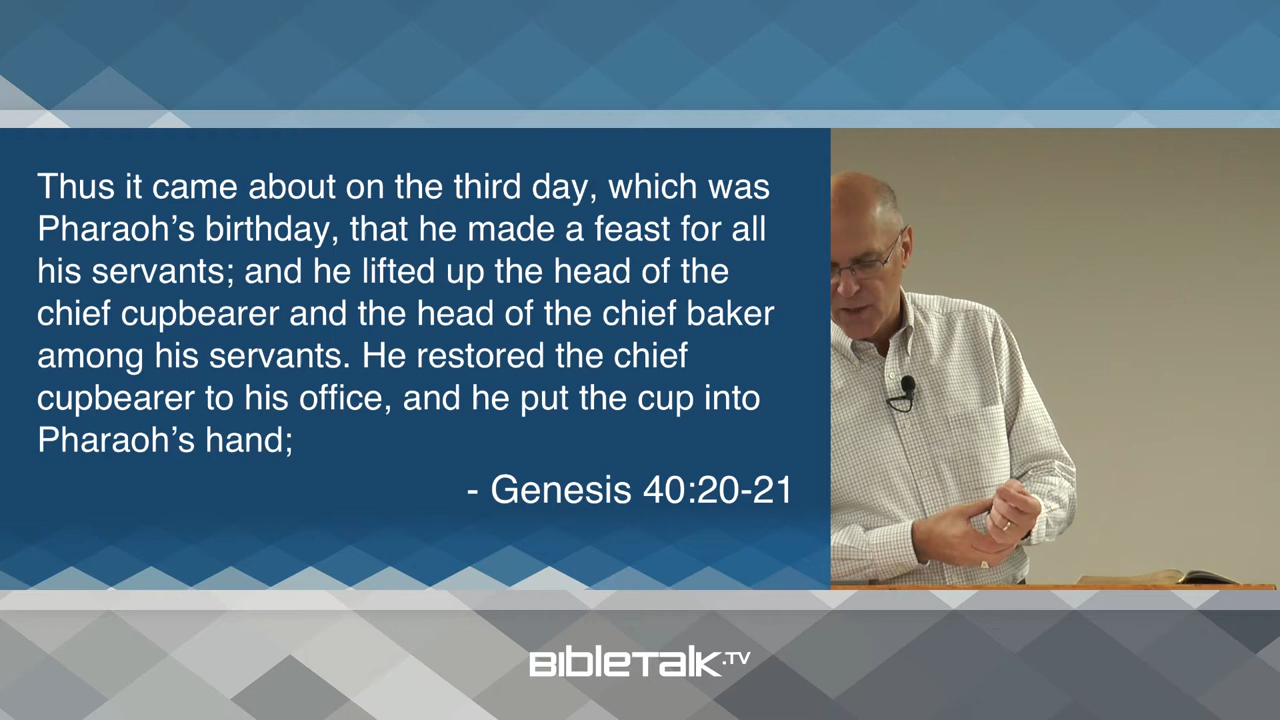 Thus it came about on the third day, which was
Pharaoh’s birthday, that he made a feast for all
his servants; and he lifted up the head of the
chief cupbearer and the head of the chief baker
among his servants. He restored the chief
cupbearer to his office, and he put the cup into
Pharaoh’s hand;
- Genesis 40:20-21
BIBLETALK.TV